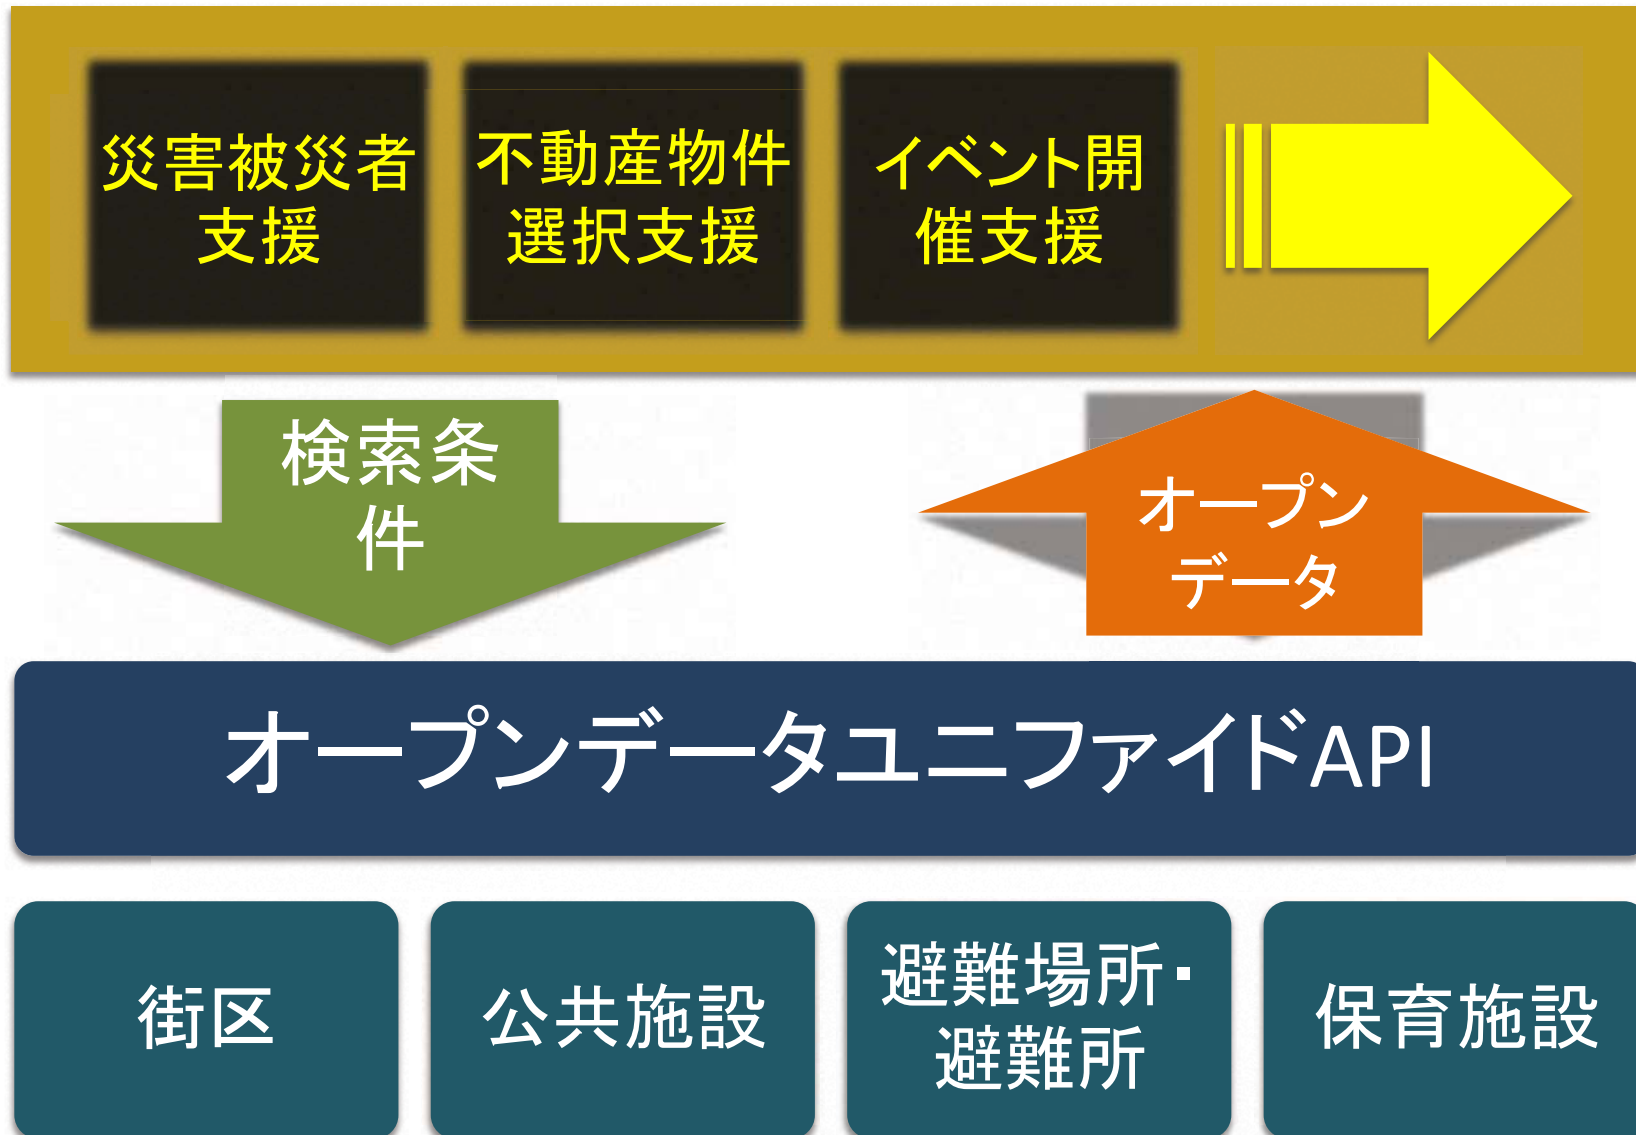 災害被災者
支援
不動産物件
選択支援
イベント開
催支援
検索条
件
オープン
データ
オープンデータユニファイドAPI
街区
公共施設
避難場所・
避難所
保育施設